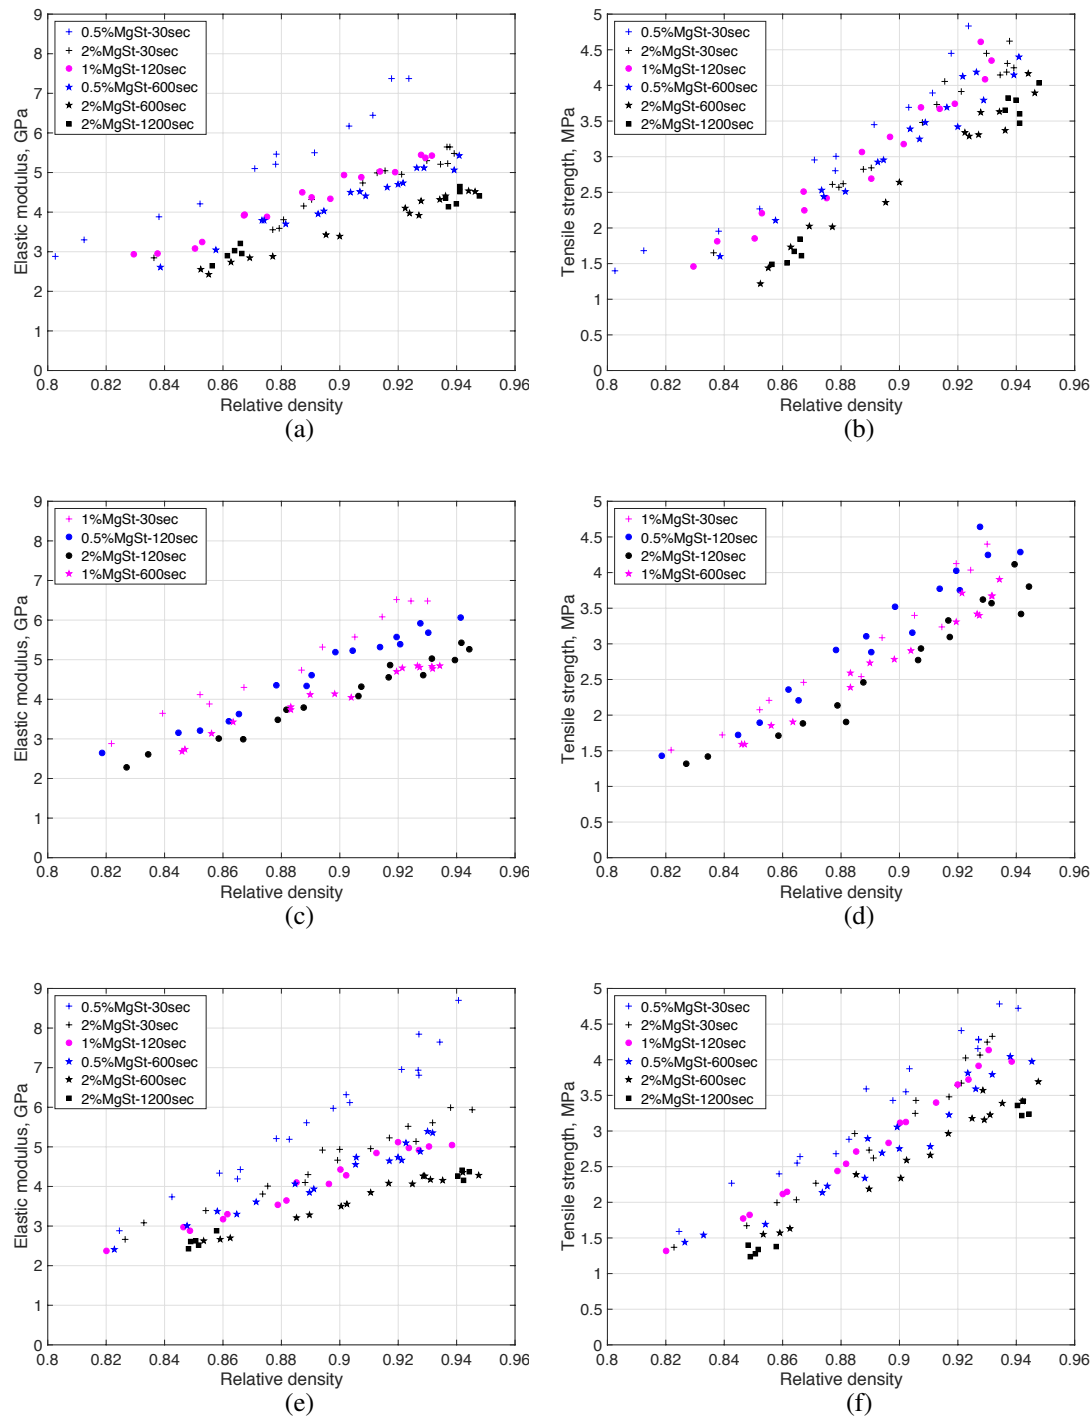 9
8
7
6
5
4
3
2
1
0
Elastic modulus, GPa
0.5%MgSt-30sec
2%MgSt-30sec
1%MgSt-120sec
0.5%MgSt-600sec
2%MgSt-600sec
2%MgSt-1200sec
0.8 0.82 0.84 0.86 0.88 0.9 0.92 0.94 0.96
Relative density
(a)
5
4.5
4
3.5
3
2.5
2
1.5
1
0.5
0
Tensile strength, MPa
0.5%MgSt-30sec
2%MgSt-30sec
1%MgSt-120sec
0.5%MgSt-600sec
2%MgSt-600sec
2%MgSt-1200sec
0.8 0.82 0.84 0.86 0.88 0.9 0.92 0.94 0.96
Relative density
(b)
9
8
7
6
5
4
3
2
1
0
Elastic modulus, GPa
1%MgSt-30sec
0.5%MgSt-120sec
2%MgSt-120sec
1%MgSt-600sec
0.8 0.82 0.84 0.86 0.88 0.9 0.92 0.94 0.96
Relative density
(c)
5
4.5
4
3.5
3
2.5
2
1.5
1
0.5
0
Tensile strength, MPa
1%MgSt-30sec
0.5%MgSt-120sec
2%MgSt-120sec
1%MgSt-600sec
0.8 0.82 0.84 0.86 0.88 0.9 0.92 0.94 0.96
Relative density
(d)
9
8
7
6
5
4
3
2
1
0
Elastic modulus, GPa
0.5%MgSt-30sec
2%MgSt-30sec
1%MgSt-120sec
0.5%MgSt-600sec
2%MgSt-600sec
2%MgSt-1200sec
0.8 0.82 0.84 0.86 0.88 0.9 0.92 0.94 0.96
Relative density
(e)
5
4.5
4
3.5
3
2.5
2
1.5
1
0.5
0
Tensile strength, MPa
0.5%MgSt-30sec
2%MgSt-30sec
1%MgSt-120sec
0.5%MgSt-600sec
2%MgSt-600sec
2%MgSt-1200sec
0.8 0.82 0.84 0.86 0.88 0.9 0.92 0.94 0.96
Relative density
(f)